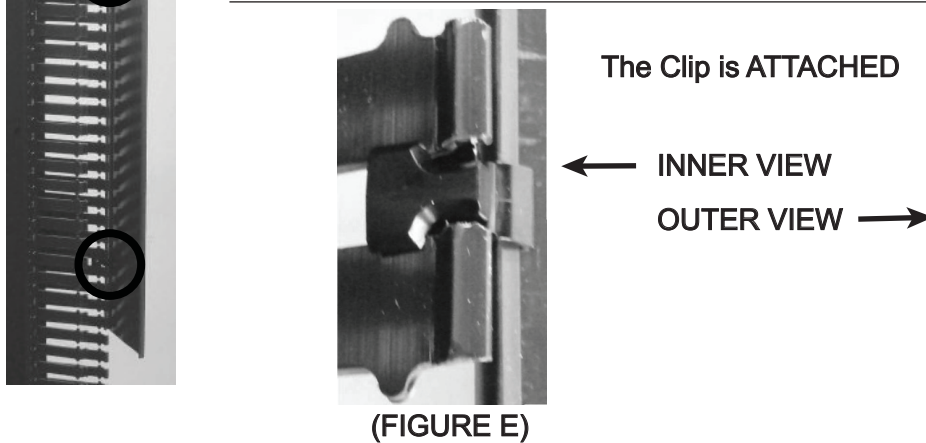 The Clip is ATTACHED
INNER VIEW
OUTER VIEW
(FIGURE E)